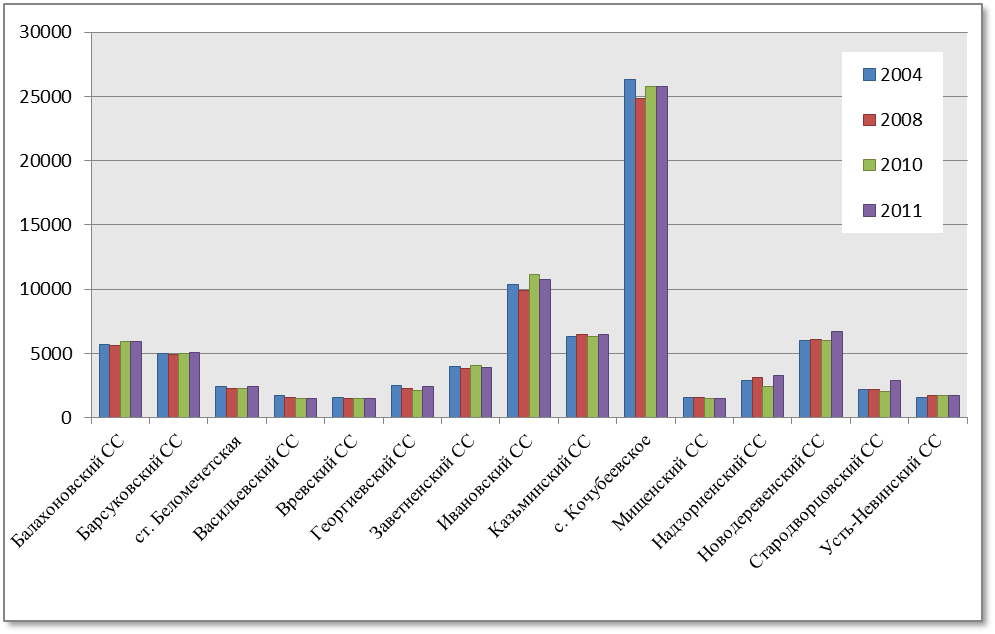 30000
25000
20000
15000
10000
5000
0
2004
2008
2010
2011
Балахоновский СС
Барсуковский СС
ст. Беломечетская
Васильевский СС
Вревский СС
Георгиевский СС
Заветненский СС
Ивановский СС
Казьминский СС
с. Кочубеевское
Мищенский СС
Надзорненский СС
Новодеревенский СС
Стародворцовский СС
Усть-Невинский СС